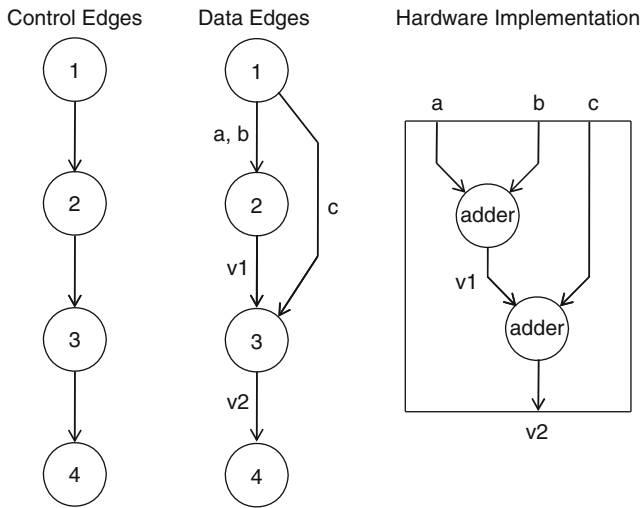 Control Edges
Data Edges
Hardware Implementation
1
2
3
4
1
a, b
2
c
v1
3
v2
4
a
b
c
adder
v1
adder
v2